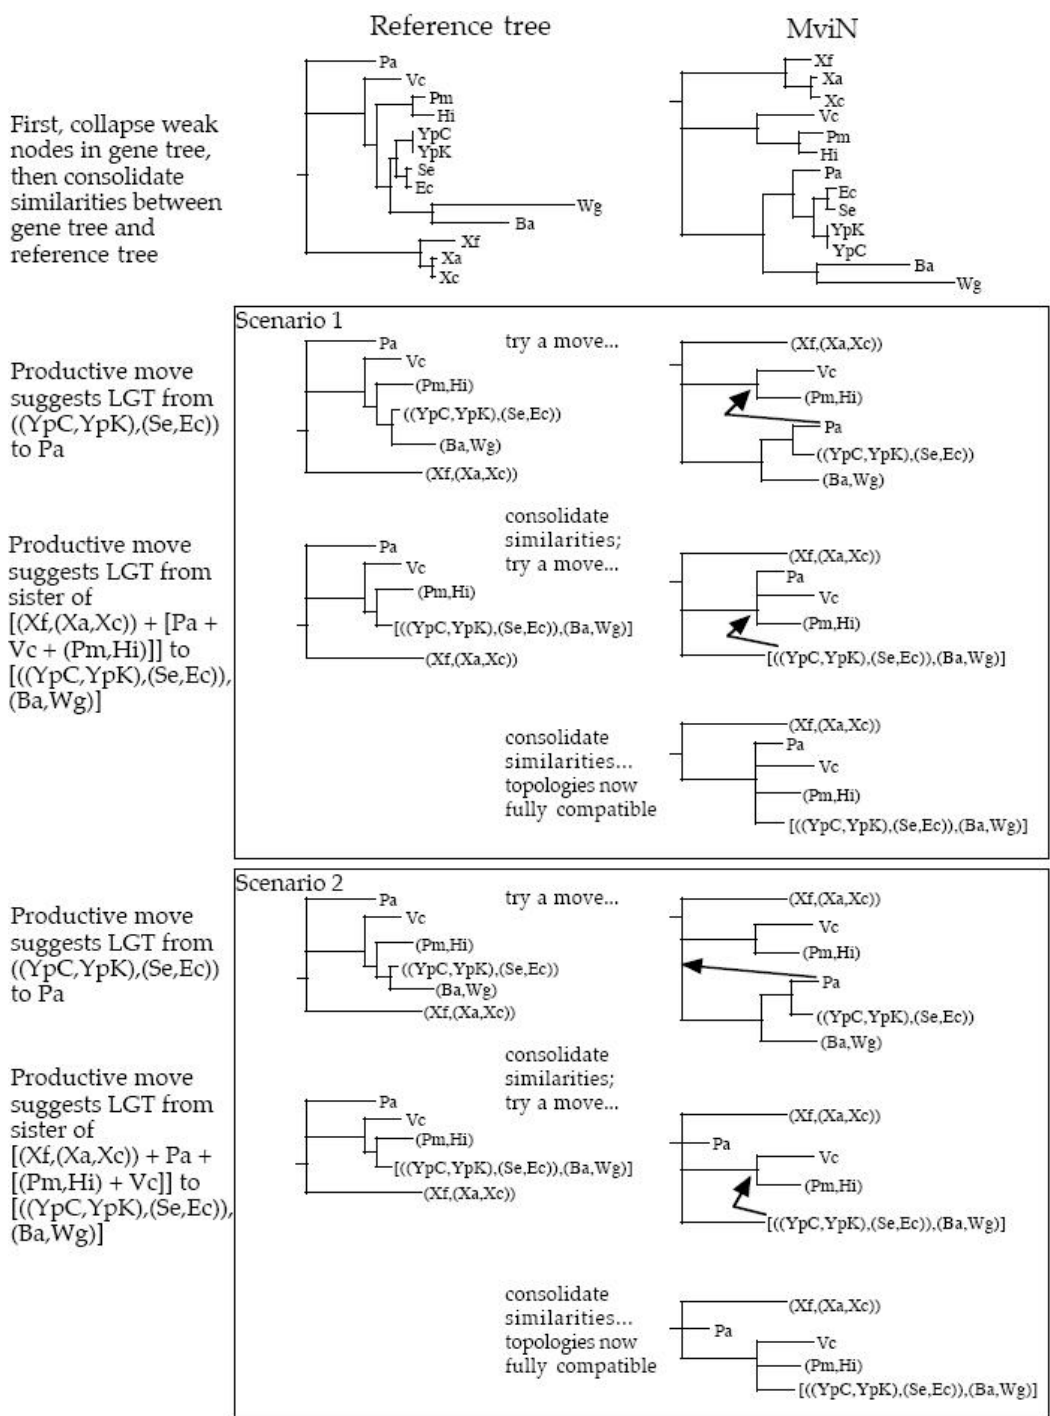 Reference tree
MviN
First, collapse weak
nodes in gene tree,
then consolidate
similarities between
gene tree and
reference tree
Pa
Vc
Pm
Hi
YpC
YpK
Se
Ec
Wg
Ba
Xf
Xa
Xc
Xf
Xa
Xc
Vc
Pm
Hi
Pa
Ec
Se
YpK
YpC
Ba
Wg
Scenario 1
Productive move
suggests LGT from
((YpC,YpK),(Se,Ec))
to Pa
Pa
Vc
(Pm,Hi)
((YpC,YpK),(Se,Ec))
(Ba,Wg)
(Xf,(Xa,Xc))
try a move...
(Xf,(Xa,Xc))
Vc
(Pm,Hi)
Pa
((YpC,YpK),(Se,Ec))
(Ba,Wg)
Productive move
suggests LGT from
sister of
[(Xf,(Xa,Xc)) + [Pa +
Vc + (Pm,Hi)]] to
[((YpC,YpK),(Se,Ec)),
(Ba,Wg)]
Pa
Vc
(Pm,Hi)
[((YpC,YpK),(Se,Ec)),(Ba,Wg)]
(Xf,(Xa,Xc))
consolidate
similarities;
try a move...
(Xf,(Xa,Xc))
Pa
Vc
(Pm,Hi)
[((YpC,YpK),(Se,Ec)),(Ba,Wg)]
consolidate
similarities...
topologies now
fully compatible
(Xf,(Xa,Xc))
Pa
Vc
(Pm,Hi)
[((YpC,YpK),(Se,Ec)),(Ba,Wg)]
Scenario 2
Productive move
suggests LGT from
((YpC,YpK),(Se,Ec))
to Pa
Pa
Vc
(Pm,Hi)
((YpC,YpK),(Se,Ec))
(Ba,Wg)
(Xf,(Xa,Xc))
try a move...
(Xf,(Xa,Xc))
Vc
(Pm,Hi)
Pa
((YpC,YpK),(Se,Ec))
(Ba,Wg)
Productive move
suggests LGT from
sister of
[(Xf,(Xa,Xc)) + Pa +
[(Pm,Hi) + Vc]] to
[((YpC,YpK),(Se,Ec)),
(Ba,Wg)]
Pa
Vc
(Pm,Hi)
[((YpC,YpK),(Se,Ec)),(Ba,Wg)]
(Xf,(Xa,Xc))
consolidate
similarities;
try a move...
(Xf,(Xa,Xc))
Pa
Vc
(Pm,Hi)
[((YpC,YpK),(Se,Ec)),(Ba,Wg)]
consolidate
similarities...
topologies now
fully compatible
(Xf,(Xa,Xc))
Pa
Vc
(Pm,Hi)
[((YpC,YpK),(Se,Ec)),(Ba,Wg)]